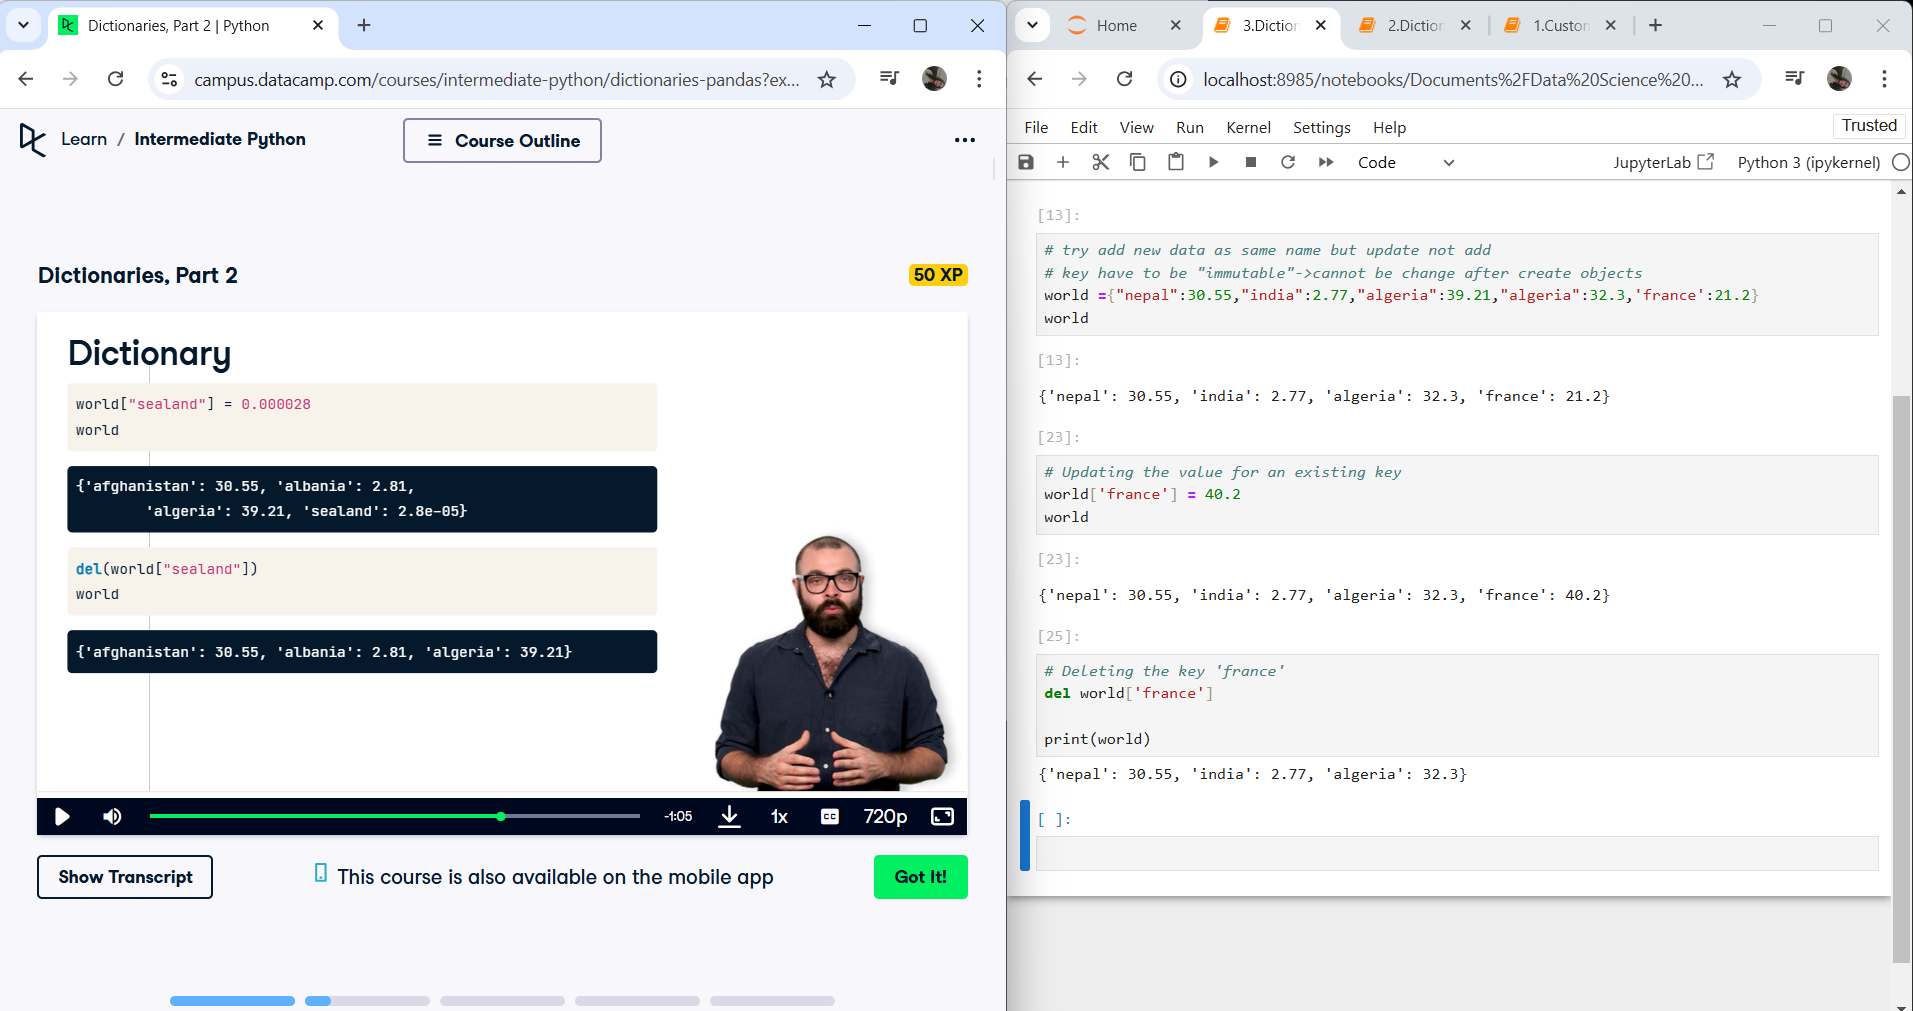 Dictionaries, Part 2 | Python
campus.datacamp.com/courses/intermediate-python/dictionaries-pandas?ex...
Learn / Intermediate Python
Course Outline
Dictionaries, Part 2
50 XP
Dictionary
world["sealand"] = 0.000028
world
{'afghanistan': 30.55, 'albania': 2.81,
'algeria': 39.21, 'sealand': 2.8e-05}
del(world["sealand"])
world
{'afghanistan': 30.55, 'albania': 2.81, 'algeria': 39.21}
-1:05
1x
CC
720p
Show Transcript
This course is also available on the mobile app
Got It!
Home
3.Diction
2.Diction
1.Custon
localhost:8985/notebooks/Documents%2FData%20Science%20...
File Edit View Run Kernel Settings Help
Trusted
Code
JupyterLab
Python 3 (ipykernel)
[13]:
# try add new data as same name but update not add
# key have to be "immutable"->cannot be change after create objects
world ={"nepal":30.55,"india":2.77,"algeria":39.21,"algeria":32.3,'france':21.2}
world
[13]:
{'nepal': 30.55, 'india': 2.77, 'algeria': 32.3, 'france': 21.2}
[23]:
# Updating the value for an existing key
world['france'] = 40.2
world
[23]:
{'nepal': 30.55, 'india': 2.77, 'algeria': 32.3, 'france': 40.2}
[25]:
# Deleting the key 'france'
del world['france']
print(world)
{'nepal': 30.55, 'india': 2.77, 'algeria': 32.3}
[ ]: